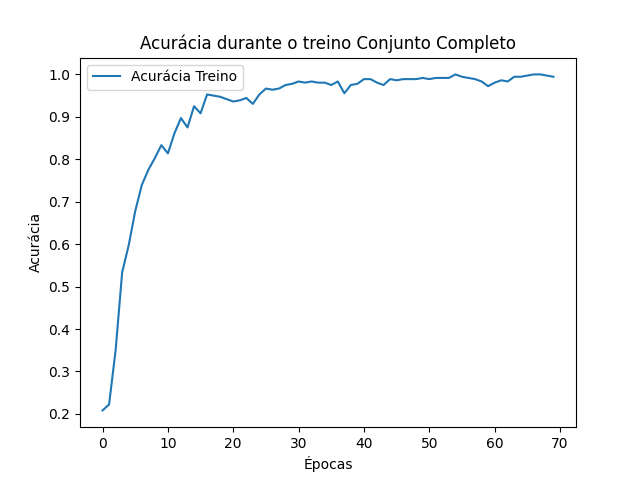 Acurácia durante o treino Conjunto Completo
Acurácia Treino
1.0
0.9
0.8
0.7
0.6
0.5
0.4
0.3
0.2
Acurácia
0 10 20 30 40 50 60 70
Épocas